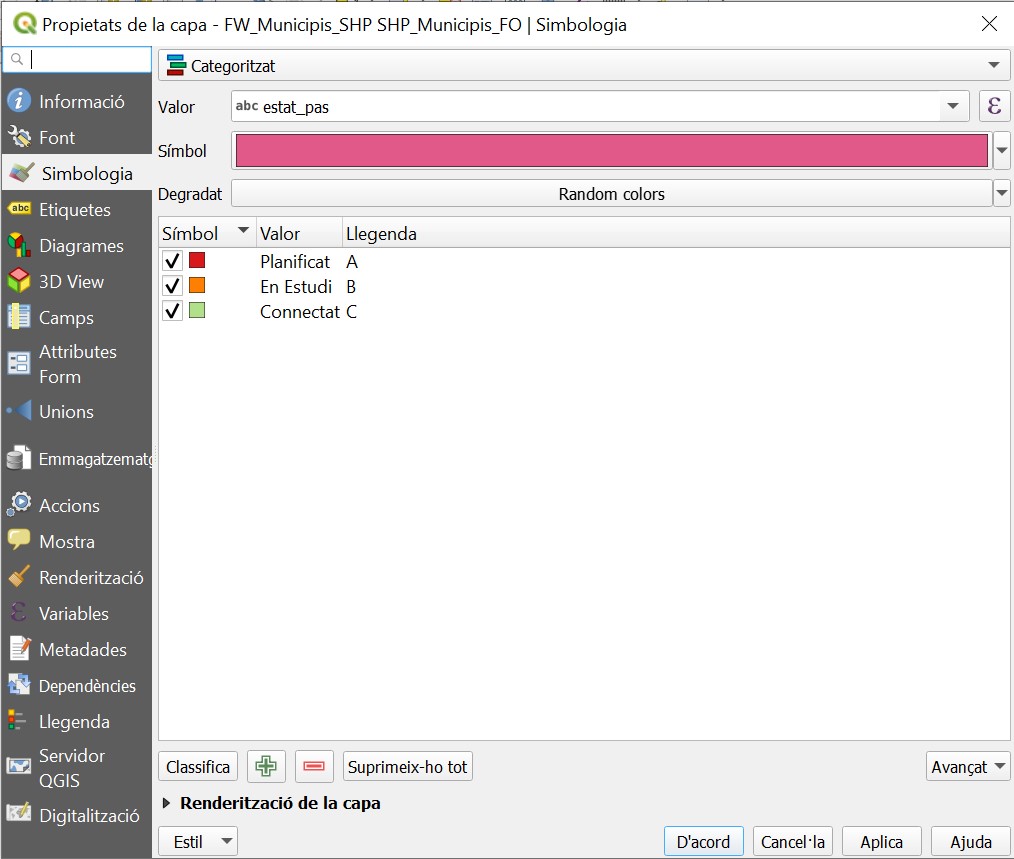 Propietats de la capa - FW_Municipis_SHP SHP_Municipis_FO | Simbologia
Informació
Font
Simbologia
abc Etiquetes
Diagrames
3D View
Camps
Attributes
Form
Unions
Emmagatzematg
Accions
Mostra
Renderització
Variables
Metadades
Dependències
Llegenda
Servidor
QGIS
Digitalització
Categoritzat
Valor abc estat_pas ε
Símbol
Degradat Random colors
Símbol Valor Llegenda
Planificat A
En Estudi B
Connectat C
Classifica Suprimeix-ho tot Avançat
Renderització de la capa
Estil D'acord Cancel·la Aplica Ajuda